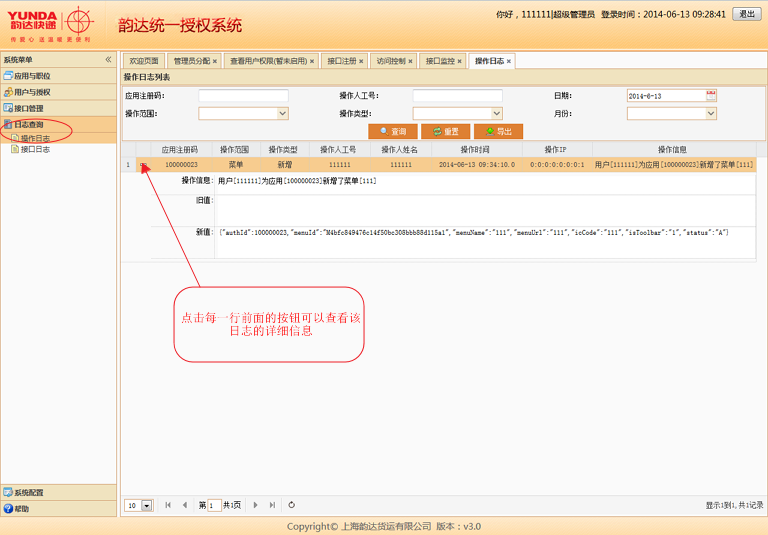 YUNDA
韵达快递
传爱心 送温暖 更便利
韵达统一授权系统
你好，111111|超级管理员 登录时间：2014-06-13 09:28:41 退出
系统菜单
应用与职位
用户与授权
接口管理
日志查询
操作日志
接口日志
系统配置
帮助
欢迎页面 管理员分配 查看用户权限(暂未启用) 接口注册 访问控制 接口监控 操作日志
操作日志列表
应用注册码： 操作人工号： 日期： 2014-6-13
操作范围： 操作类型： 月份：
查询 重置 导出
应用注册码 操作范围 操作类型 操作人工号 操作人姓名 操作时间 操作IP 操作信息
1 100000023 菜单 新增 111111 111111 2014-06-13 09:34:10.0 0:0:0:0:0:0:0:1 用户[111111]为应用[100000023]新增了菜单[111]
操作信息： 用户[111111]为应用[100000023]新增了菜单[111]
旧值：
新值： {"authId":100000023,"menuId":"M4bfc849476c14f50bc308bbb88d115a1","menuName":"111","menuUrl":"111","icCode":"111","isToolbar":"1","status":"A"}
点击每一行前面的按钮可以查看该
日志的详细信息
10 第 1 共1页 显示1到1, 共1记录
Copyright© 上海韵达货运有限公司 版本：v3.0